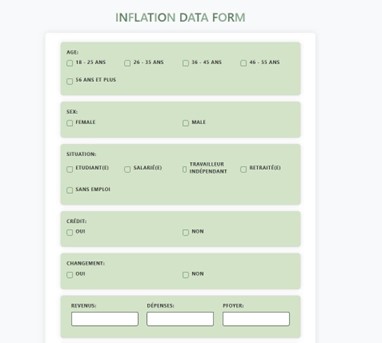 INFLATION DATA FORM
AGE:
18 - 25 ANS
26 - 35 ANS
36 - 45 ANS
46 - 55 ANS
56 ANS ET PLUS
SEX:
FEMALE
MALE
SITUATION:
ETUDIANT(E)
SALARIÉ(E)
TRAVAILLEUR
INDÉPENDANT
RETRAITÉ(E)
SANS EMPLOI
CRÉDIT:
OUI
NON
CHANGEMENT:
OUI
NON
REVENUS:
DÉPENSES:
PFOYER: